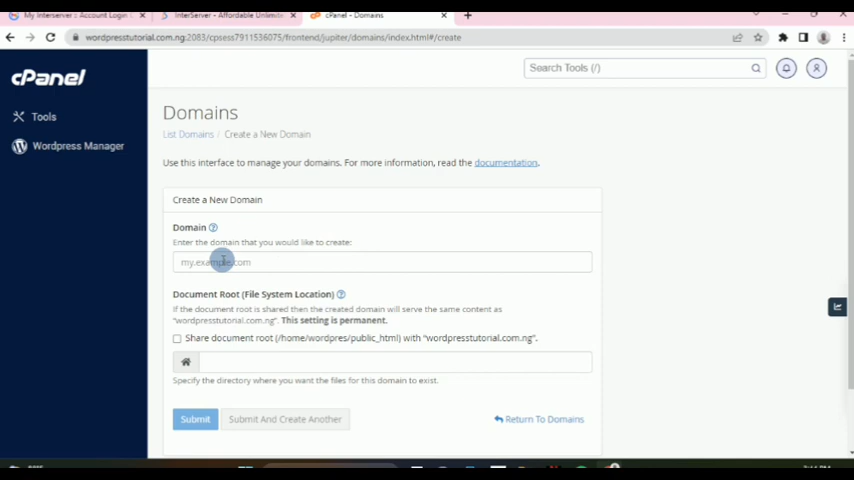 My Interserver : Account Login
InterServer - Affordable Unlimite
cPanel - Domains
wordpresstutorial.com.ng:2083/cpsess7911536075/frontend/jupiter/domains/index.html#/create
cPanel
Search Tools (/)
Tools
Wordpress Manager
Domains
List Domains / Create a New Domain
Use this interface to manage your domains. For more information, read the documentation.
Create a New Domain
Domain
Enter the domain that you would like to create:
my.example.com
Document Root (File System Location)
If the document root is shared then the created domain will serve the same content as
"wordpresstutorial.com.ng". This setting is permanent.
Share document root (/home/wordpres/public_html) with "wordpresstutorial.com.ng".
Specify the directory where you want the files for this domain to exist.
Submit
Submit And Create Another
Return To Domains